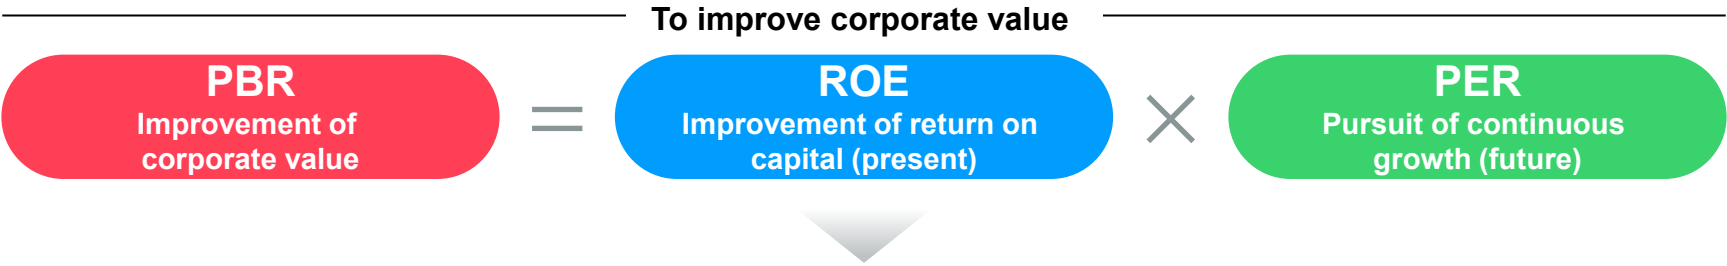 To improve corporate value
PBR
Improvement of
corporate value
=
ROE
Improvement of return on
capital (present)
×
PER
Pursuit of continuous
growth (future)